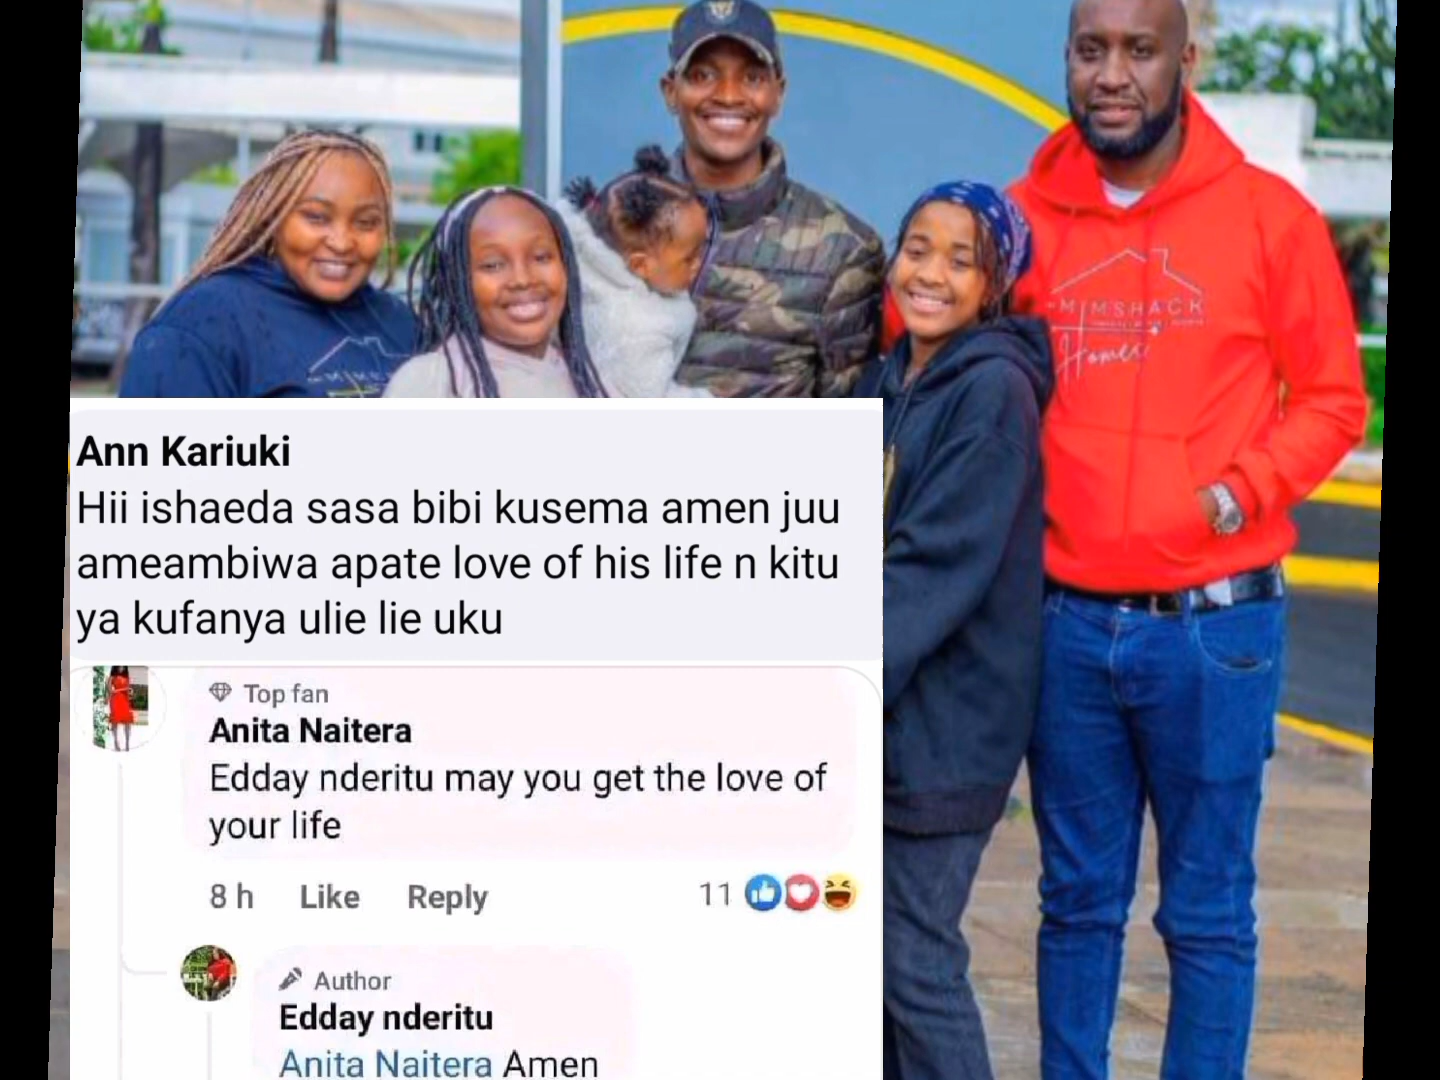 MIMSHACK
Homes
Ann Kariuki
Hii ishaeda sasa bibi kusema amen juu
ameambiwa apate love of his life n kitu
ya kufanya ulie lie uku
Top fan
Anita Naitera
Edday nderitu may you get the love of
your life
8 h Like Reply 11
Author
Edday nderitu
Anita Naitera Amen